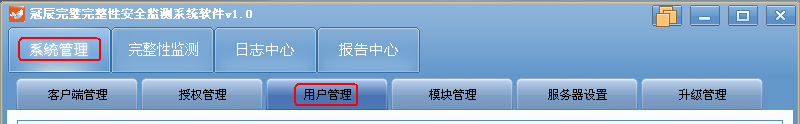 冠辰完璧完整性安全监测系统软件v1.0
系统管理 完整性监测 日志中心 报告中心
客户端管理 授权管理 用户管理 模块管理 服务器设置 升级管理